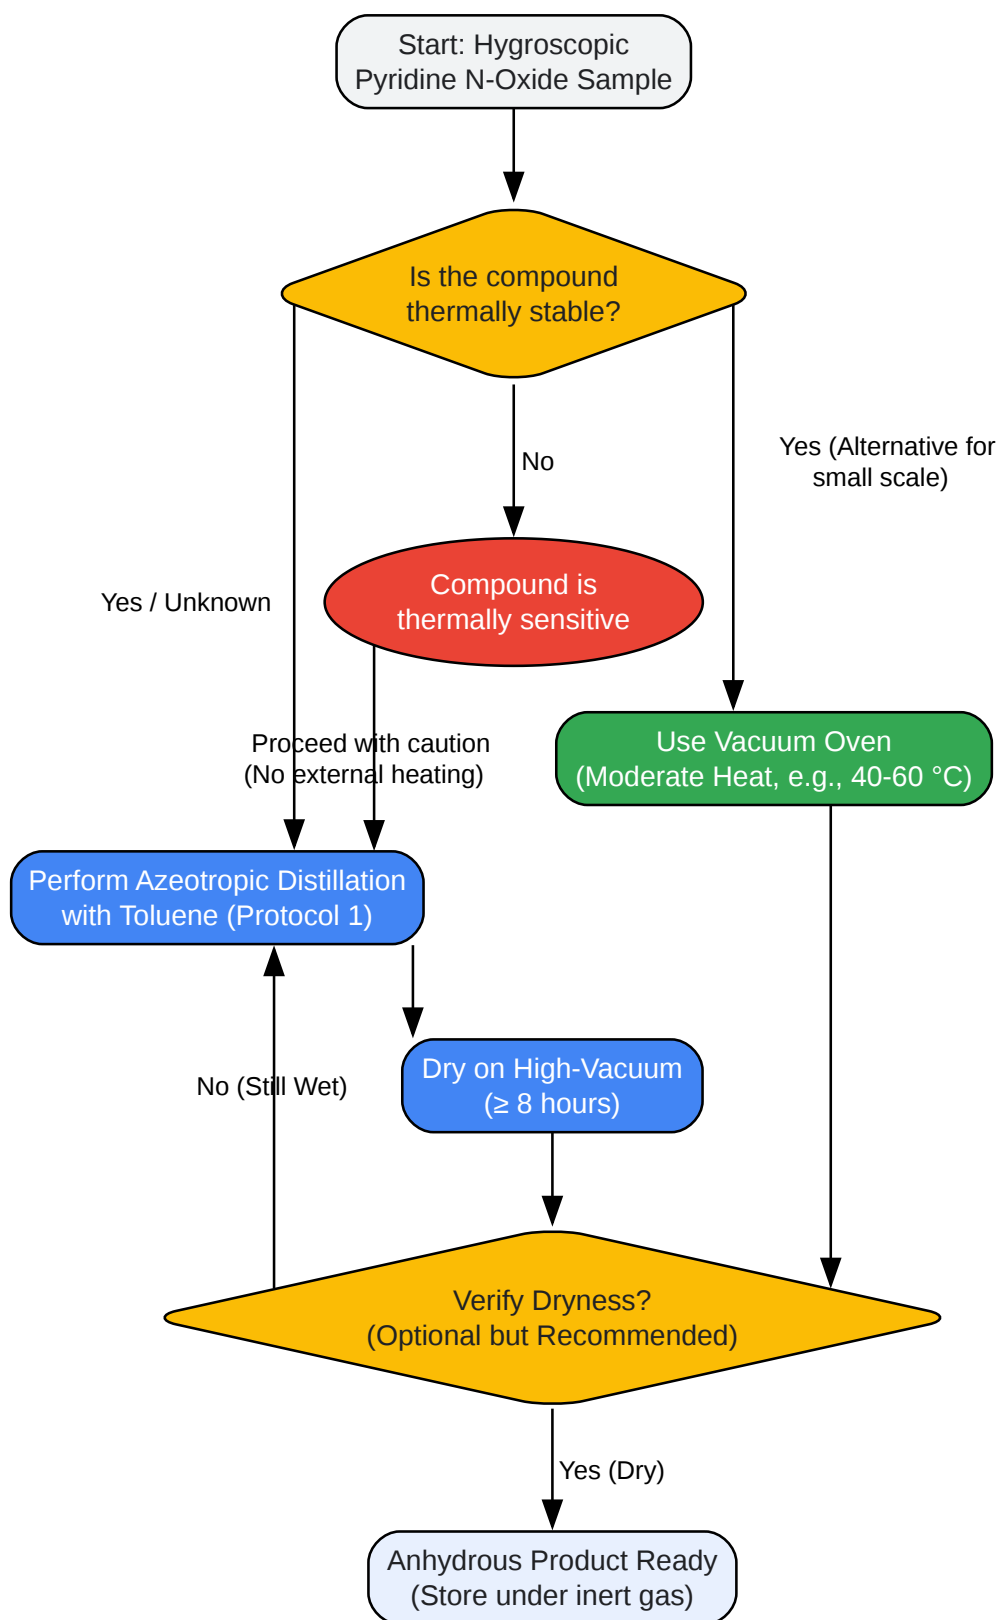 Start: Hygroscopic
Pyridine N-Oxide Sample
Is the compound
thermally stable?
No
Yes (Alternative for
small scale)
Yes / Unknown
Compound is
thermally sensitive
Proceed with caution
(No external heating)
Use Vacuum Oven
(Moderate Heat, e.g., 40-60 °C)
Perform Azeotropic Distillation
with Toluene (Protocol 1)
Dry on High-Vacuum
(≥ 8 hours)
No (Still Wet)
Verify Dryness?
(Optional but Recommended)
Yes (Dry)
Anhydrous Product Ready
(Store under inert gas)